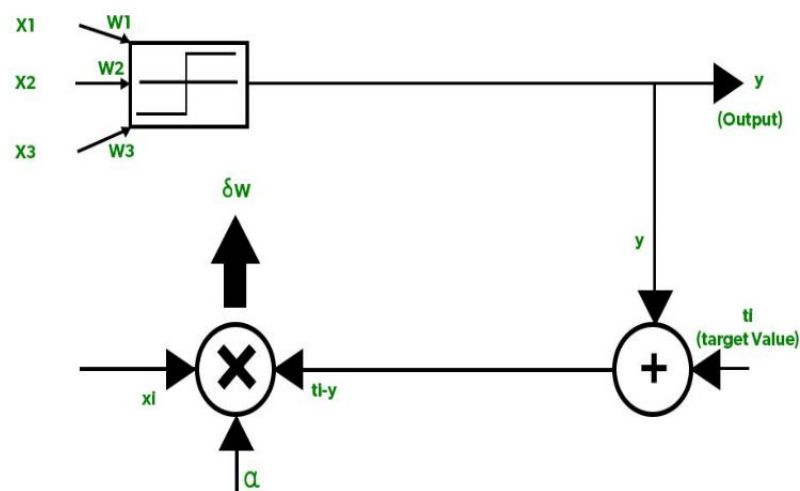 X1
W1
X2
W2
X3
W3
y
(Output)
δw
y
ti
(target Value)
xi
ti-y
+
α